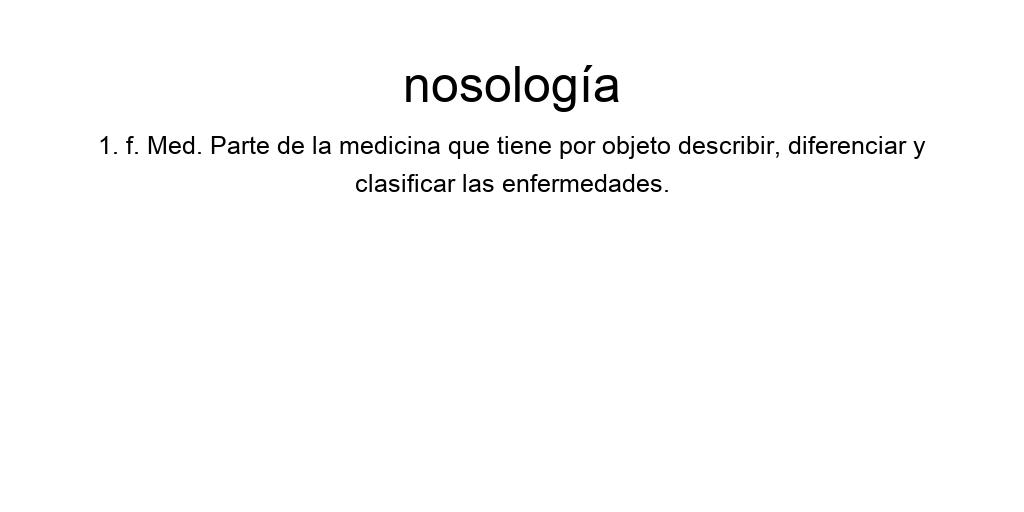 nosología
1. f. Med. Parte de la medicina que tiene por objeto describir, diferenciar y
clasificar las enfermedades.